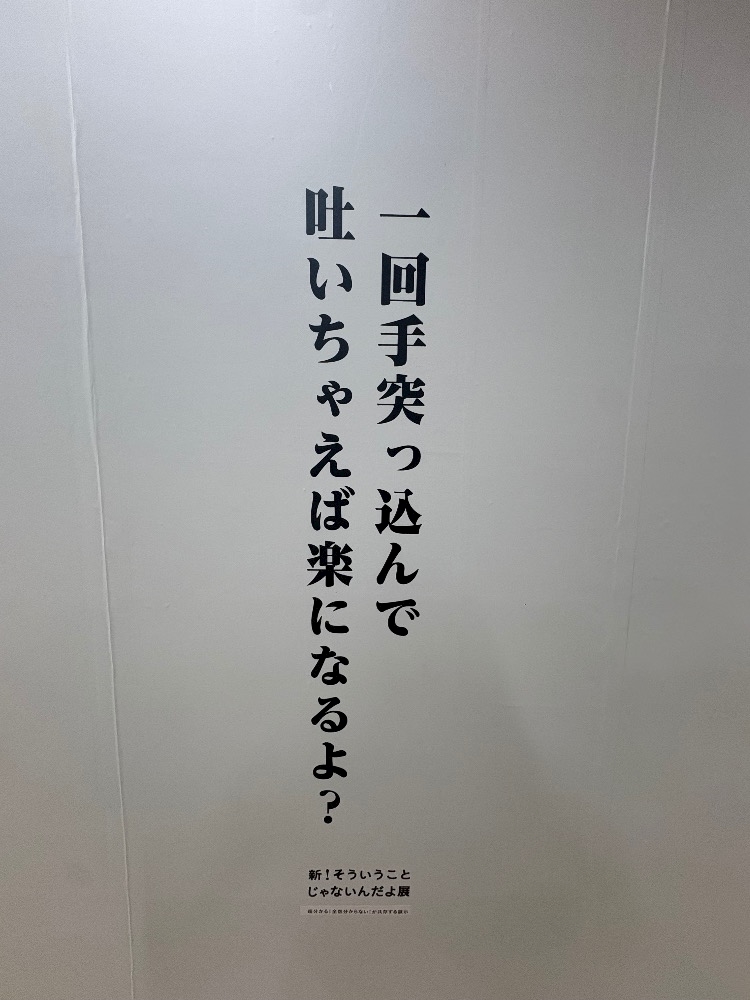 一回手突っ込んで
吐いちゃえば楽になるよ？
新！そういうこと
じゃないんだよ展